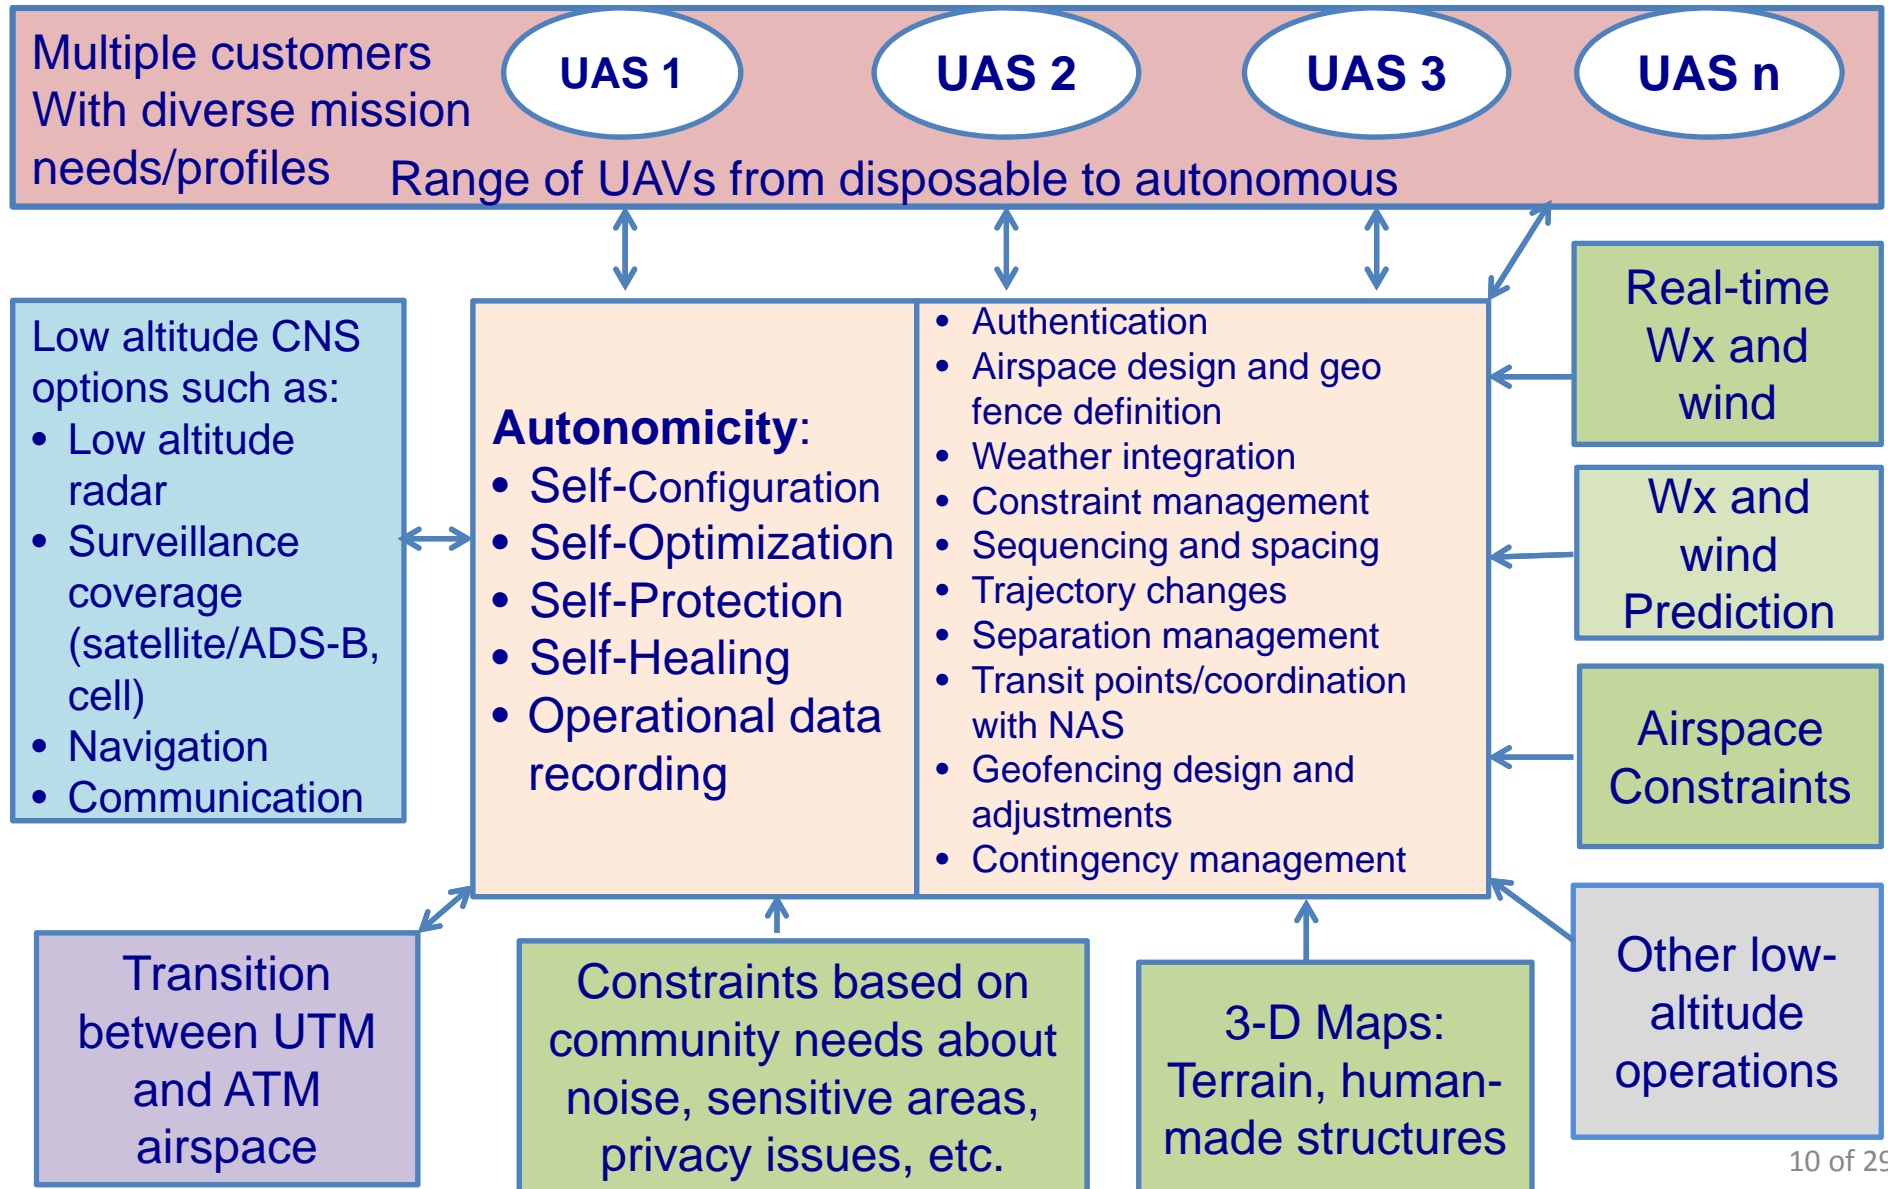 Multiple customers
With diverse mission
needs/profiles
UAS 1
UAS 2
UAS 3
UAS n
Range of UAVs from disposable to autonomous
Low altitude CNS
options such as:
• Low altitude
radar
• Surveillance
coverage
(satellite/ADS-B,
cell)
• Navigation
• Communication
Autonomicity:
• Self-Configuration
• Self-Optimization
• Self-Protection
• Self-Healing
• Operational data
recording
• Authentication
• Airspace design and geo
fence definition
• Weather integration
• Constraint management
• Sequencing and spacing
• Trajectory changes
• Separation management
• Transit points/coordination
with NAS
• Geofencing design and
adjustments
• Contingency management
Real-time
Wx and
wind
Wx and
wind
Prediction
Airspace
Constraints
Other low-
altitude
operations
Transition
between UTM
and ATM
airspace
Constraints based on
community needs about
noise, sensitive areas,
privacy issues, etc.
3-D Maps:
Terrain, human-
made structures
10 of 29